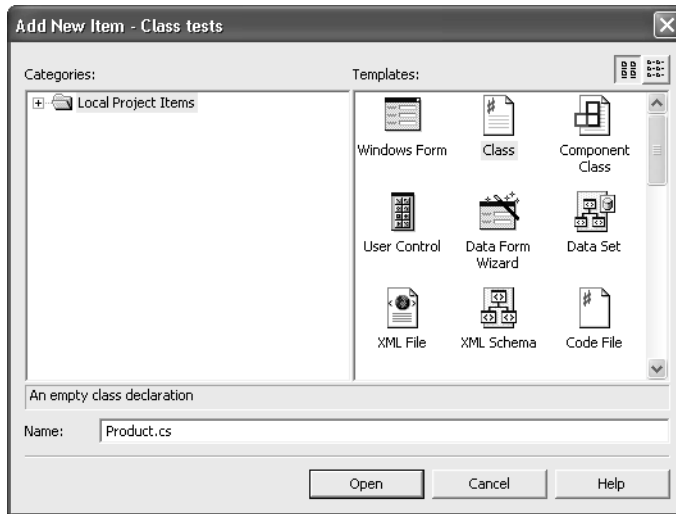 Add New Item - Class tests
Categories:
Templates:
Local Project Items
Windows Form
Class
Component
Class
User Control
Data Form
Wizard
Data Set
XML File
XML Schema
Code File
An empty class declaration
Name:
Product.cs
Open
Cancel
Help